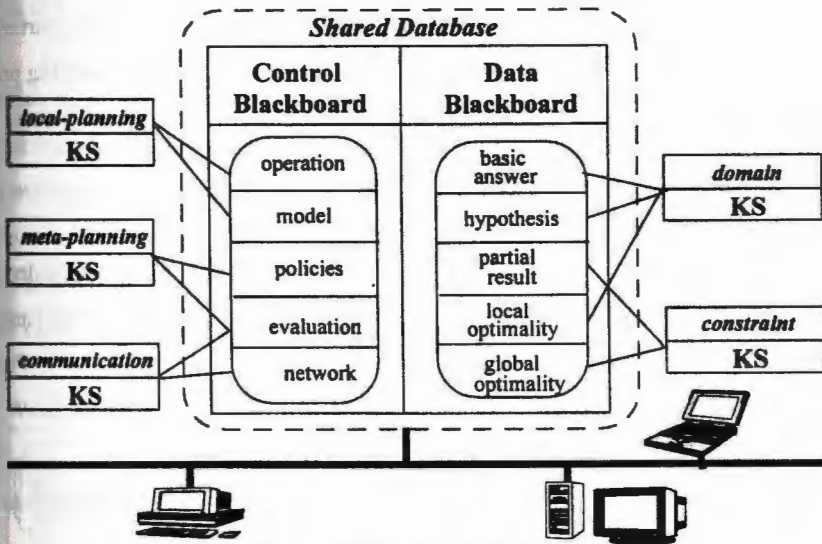 Shared Database
Control
Blackboard
Data
Blackboard
local-planning
KS
meta-planning
KS
communication
KS
operation
model
policies
evaluation
network
basic
answer
hypothesis
partial
result
local
optimality
global
optimality
domain
KS
constraint
KS